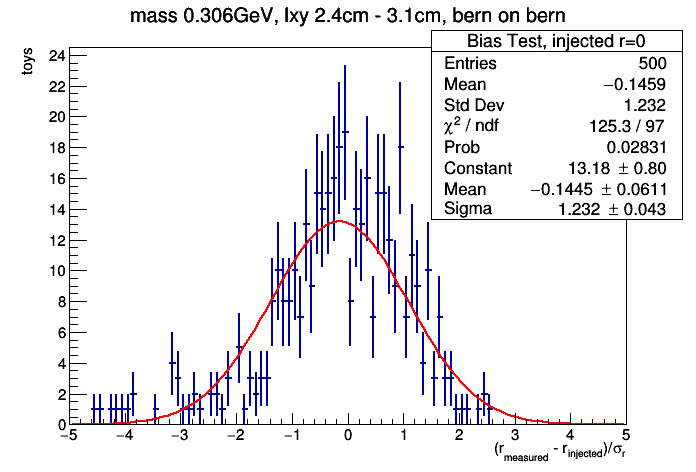 mass 0.306GeV, lxy 2.4cm - 3.1cm, bern on bern
toys
Bias Test, injected r=0
Entries 500
Mean −0.1459
Std Dev 1.232
χ² / ndf 125.3 / 97
Prob 0.02831
Constant 13.18 ± 0.80
Mean −0.1445 ± 0.0611
Sigma 1.232 ± 0.043
24
22
20
18
16
14
12
10
8
6
4
2
0
−5 −4 −3 −2 −1 0 1 2 3 4 5
(r_measured - r_injected)/σ_r